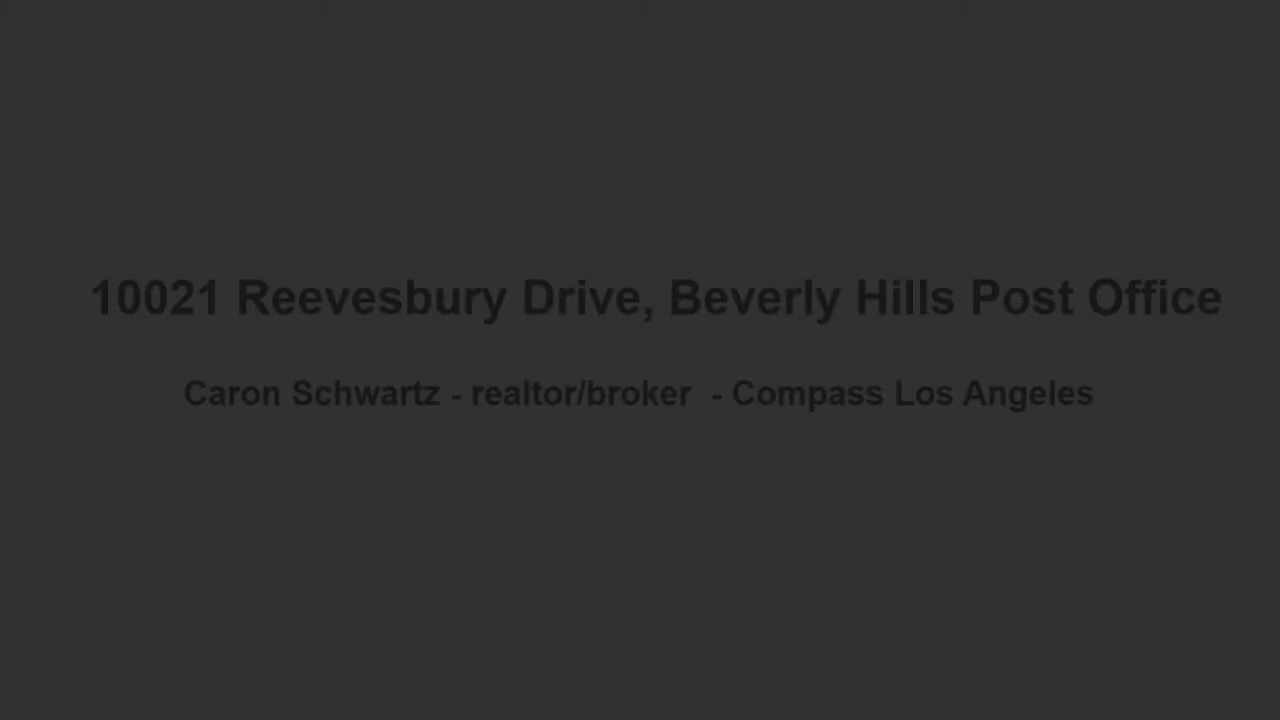 10021 Reevesbury Drive, Beverly Hills Post Office
Caron Schwartz - realtor/broker  - Compass Los Angeles